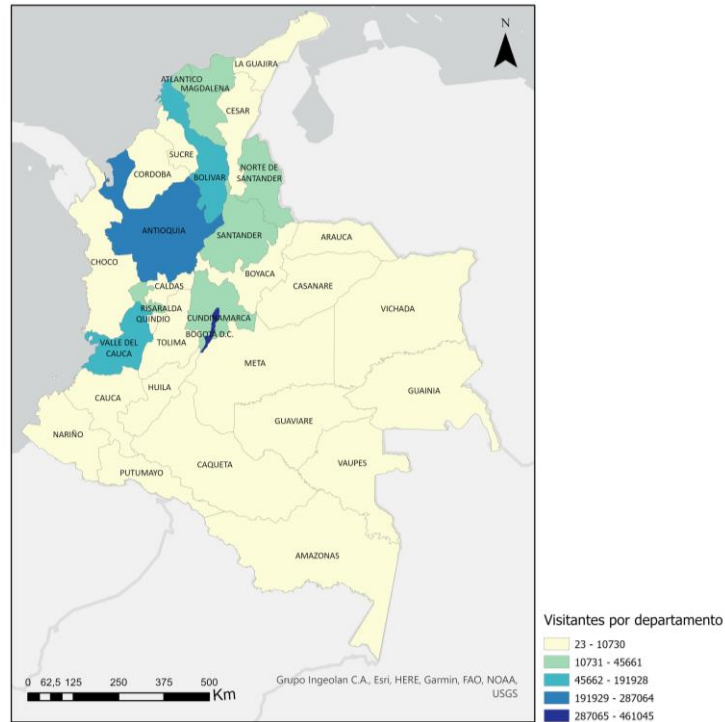 N
LA GUAJIRA
ATLANTICO
MAGDALENA
CESAR
SUCRE
CORDOBA
BOLIVAR
NORTE DE
SANTANDER
ANTIOQUIA
SANTANDER
ARAUCA
CHOCO
BOYACA
CALDAS
CASANARE
RISARALDA
QUINDIO
CUNDINAMARCA
VICHADA
BOGOTA D.C.
VALLE DEL
CAUCA
TOLIMA
META
HUILA
GUAINIA
CAUCA
GUAVIARE
NARIÑO
VAUPES
CAQUETA
PUTUMAYO
AMAZONAS
Visitantes por departamento
23 - 10730
10731 - 45661
45662 - 191928
191929 - 287064
287065 - 461045
0 62,5 125 250 375 500
Km
Grupo Ingeolan C.A., Esri, HERE, Garmin, FAO, NOAA,
USGS